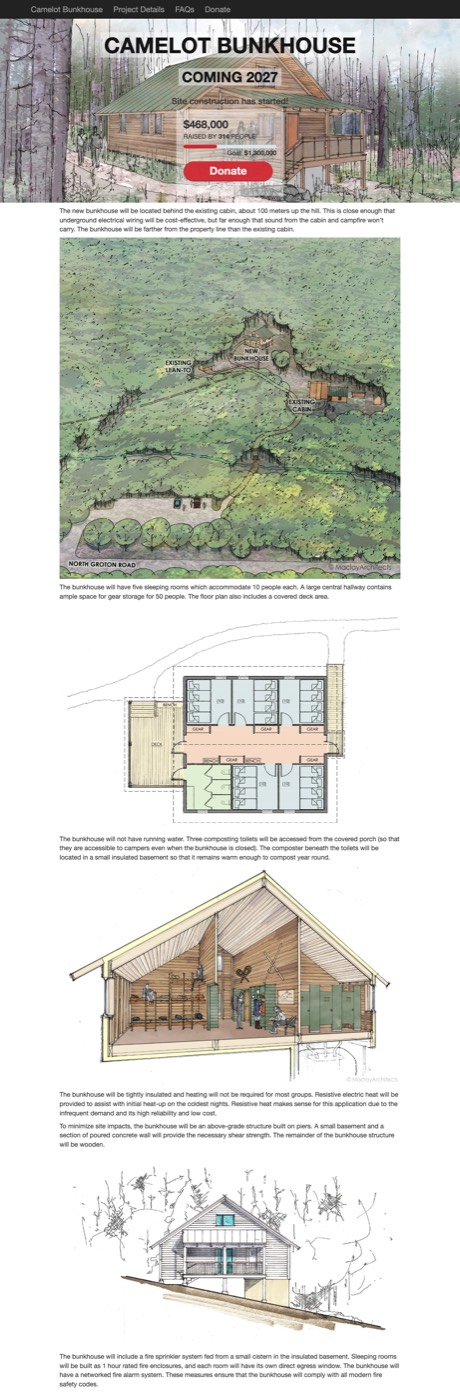 Camelot Bunkhouse Project Details FAQs Donate
CAMELOT BUNKHOUSE
COMING 2027
Site construction has started!
$468,000
RAISED BY 314 PEOPLE
Goal: $1,300,000
Donate
The new bunkhouse will be located behind the existing cabin, about 100 meters up the hill. This is close enough that
underground electrical wiring will be cost-effective, but far enough that sound from the cabin and campfire won't
carry. The bunkhouse will be farther from the property line than the existing cabin.
EXISTING
LEAN-TO
NEW
BUNKHOUSE
EXISTING
CABIN
NORTH GROTON ROAD
© MaclayArchitects
The bunkhouse will have five sleeping rooms which accommodate 10 people each. A large central hallway contains
ample space for gear storage for 50 people. The floor plan also includes a covered deck area.
BENCH
DECK
GEAR GEAR GEAR
BENCH GEAR BENCH GEAR
The bunkhouse will not have running water. Three composting toilets will be accessed from the covered porch (so that
they are accessible to campers even when the bunkhouse is closed). The composter beneath the toilets will be
located in a small insulated basement so that it remains warm enough to compost year round.
© MaclayArchitects
The bunkhouse will be tightly insulated and heating will not be required for most groups. Resistive electric heat will be
provided to assist with initial heat-up on the coldest nights. Resistive heat makes sense for this application due to the
infrequent demand and its high reliability and low cost.
To minimize site impacts, the bunkhouse will be an above-grade structure built on piers. A small basement and a
section of poured concrete wall will provide the necessary shear strength. The remainder of the bunkhouse structure
will be wooden.
The bunkhouse will include a fire sprinkler system fed from a small cistern in the insulated basement. Sleeping rooms
will be built as 1 hour rated fire enclosures, and each room will have its own direct egress window. The bunkhouse will
have a networked fire alarm system. These measures ensure that the bunkhouse will comply with all modern fire
safety codes.